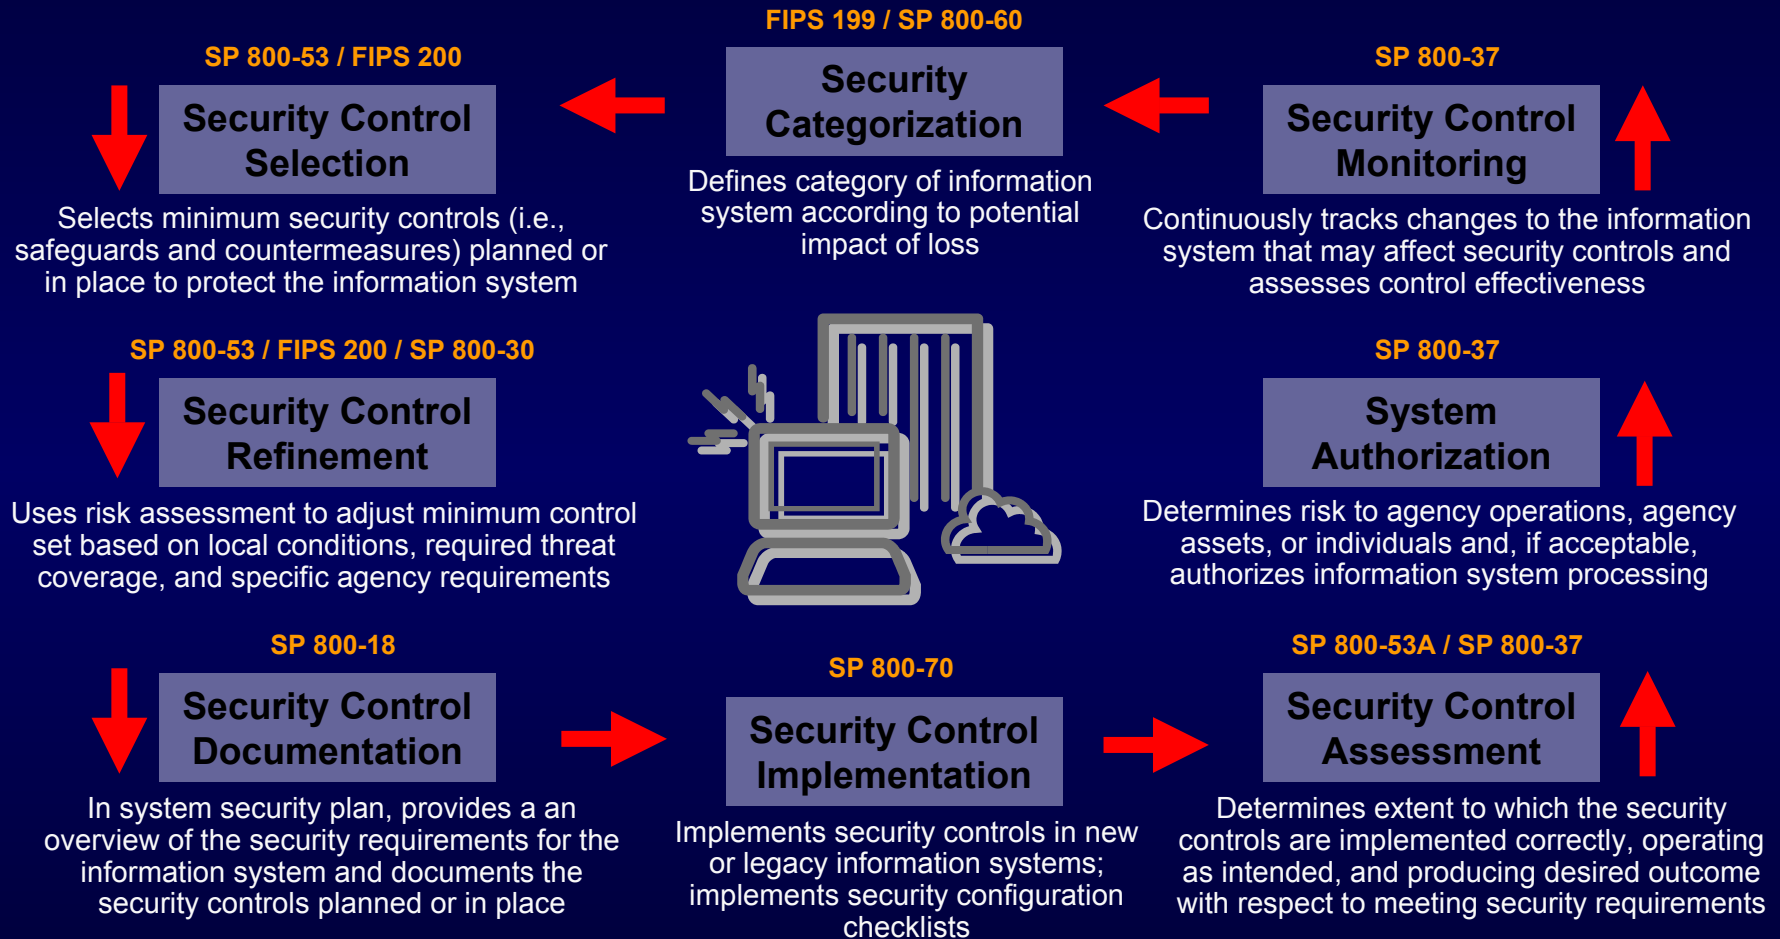 FIPS 199 / SP 800-60
Security
Categorization
Defines category of information
system according to potential
impact of loss
SP 800-53 / FIPS 200
Security Control
Selection
Selects minimum security controls (i.e.,
safeguards and countermeasures) planned or
in place to protect the information system
SP 800-53 / FIPS 200 / SP 800-30
Security Control
Refinement
Uses risk assessment to adjust minimum control
set based on local conditions, required threat
coverage, and specific agency requirements
SP 800-18
Security Control
Documentation
In system security plan, provides a an
overview of the security requirements for the
information system and documents the
security controls planned or in place
SP 800-70
Security Control
Implementation
Implements security controls in new
or legacy information systems;
implements security configuration
checklists
SP 800-53A / SP 800-37
Security Control
Assessment
Determines extent to which the security
controls are implemented correctly, operating
as intended, and producing desired outcome
with respect to meeting security requirements
SP 800-37
System
Authorization
Determines risk to agency operations, agency
assets, or individuals and, if acceptable,
authorizes information system processing
SP 800-37
Security Control
Monitoring
Continuously tracks changes to the information
system that may affect security controls and
assesses control effectiveness